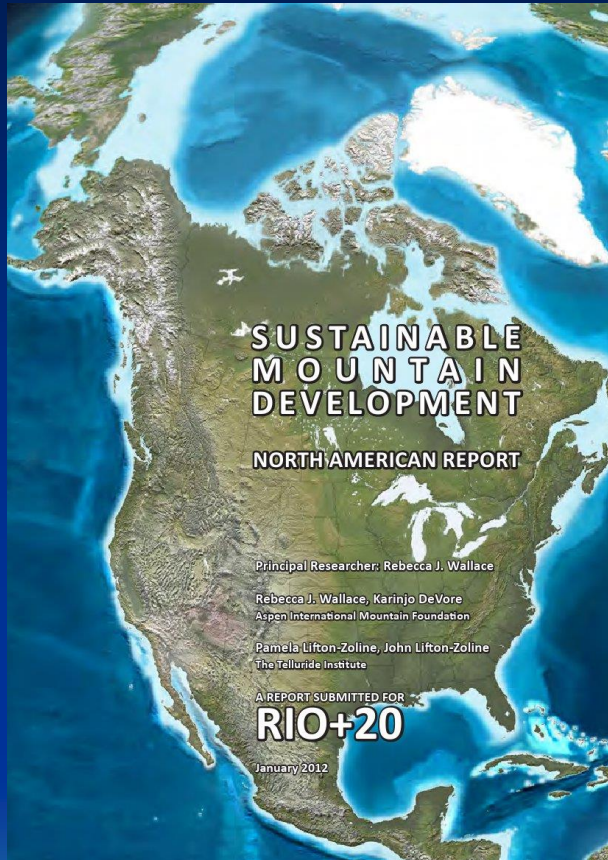 SUSTAINABLE
MOUNTAIN
DEVELOPMENT
NORTH AMERICAN REPORT
Principal Researcher: Rebecca J. Wallace
Rebecca J. Wallace, Karinjo DeVore
Aspen International Mountain Foundation
Pamela Lifton-Zoline, John Lifton-Zoline
The Telluride Institute
A REPORT SUBMITTED FOR
RIO+20
January 2012